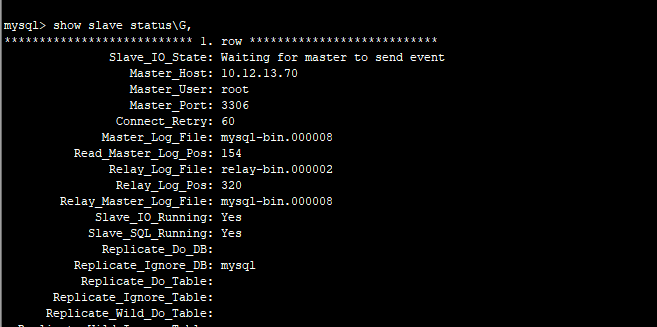 mysql> show slave status\G,
*************************** 1. row ***************************
Slave_IO_State: Waiting for master to send event
Master_Host: 10.12.13.70
Master_User: root
Master_Port: 3306
Connect_Retry: 60
Master_Log_File: mysql-bin.000008
Read_Master_Log_Pos: 154
Relay_Log_File: relay-bin.000002
Relay_Log_Pos: 320
Relay_Master_Log_File: mysql-bin.000008
Slave_IO_Running: Yes
Slave_SQL_Running: Yes
Replicate_Do_DB:
Replicate_Ignore_DB: mysql
Replicate_Do_Table:
Replicate_Ignore_Table:
Replicate_Wild_Do_Table: